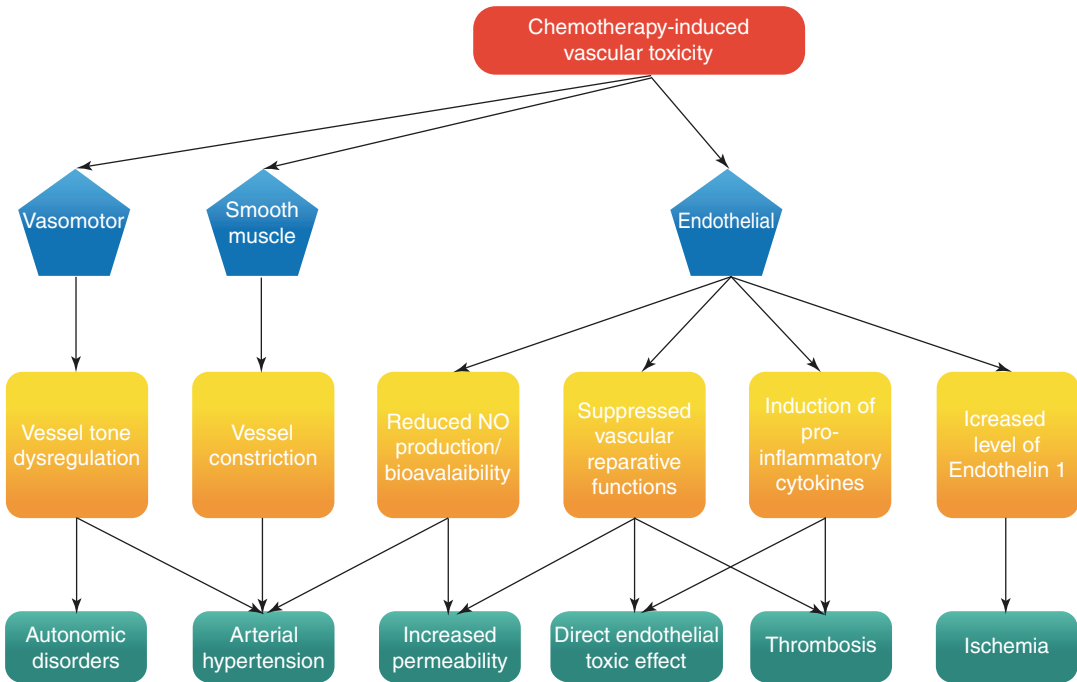 Chemotherapy-induced
vascular toxicity
Vasomotor
Smooth
muscle
Endothelial
Vessel tone
dysregulation
Vessel
constriction
Reduced NO
production/
bioavalaibility
Suppressed
vascular
reparative
functions
Induction of
pro-
inflammatory
cytokines
Icreased
level of
Endothelin 1
Autonomic
disorders
Arterial
hypertension
Increased
permeability
Direct endothelial
toxic effect
Thrombosis
Ischemia